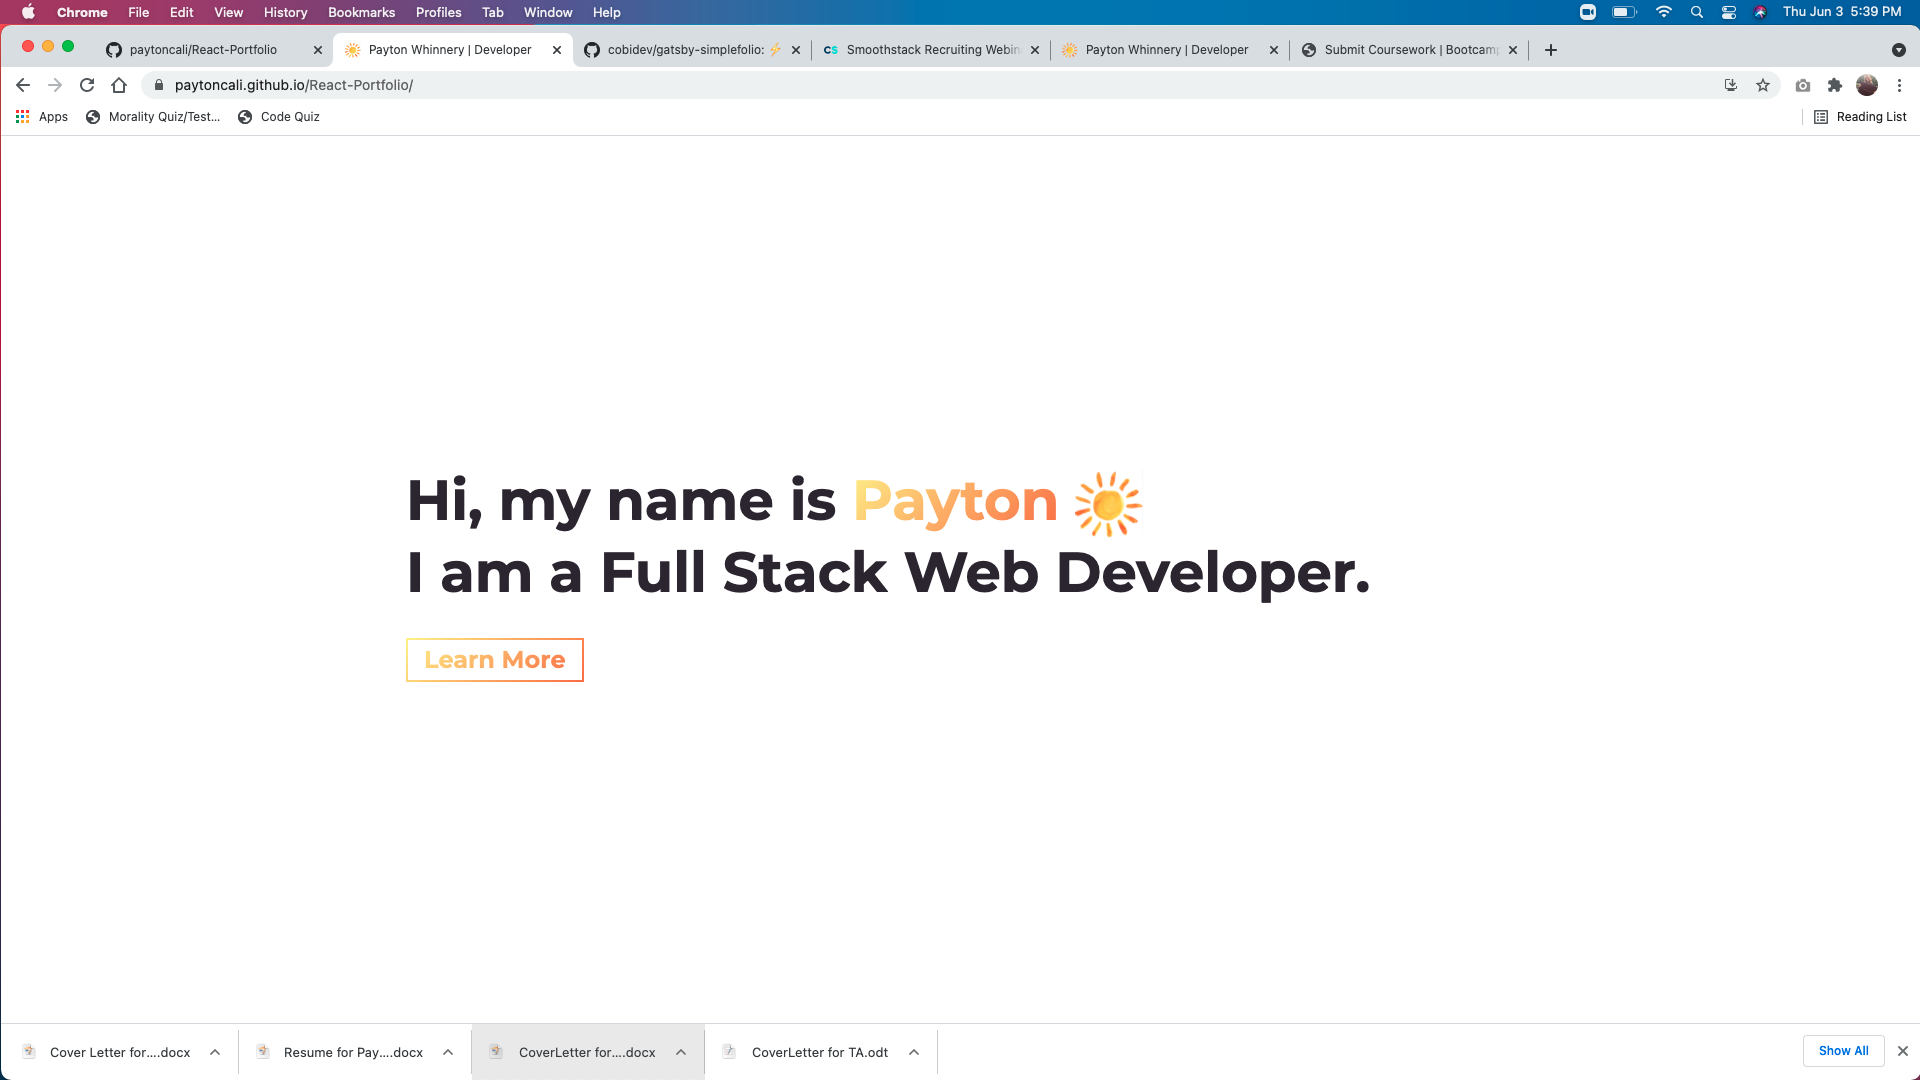 Chrome File Edit View History Bookmarks Profiles Tab Window Help Thu Jun 3 5:39 PM
paytoncali/React-Portfolio Payton Whinnery | Developer cobidev/gatsby-simplefolio: ⚡ cs Smoothstack Recruiting Webin Payton Whinnery | Developer Submit Coursework | Bootcamp
paytoncali.github.io/React-Portfolio/
Apps Morality Quiz/Test... Code Quiz Reading List
Hi, my name is Payton
I am a Full Stack Web Developer.
Learn More
Cover Letter for....docx Resume for Pay....docx CoverLetter for....docx CoverLetter for TA.odt Show All